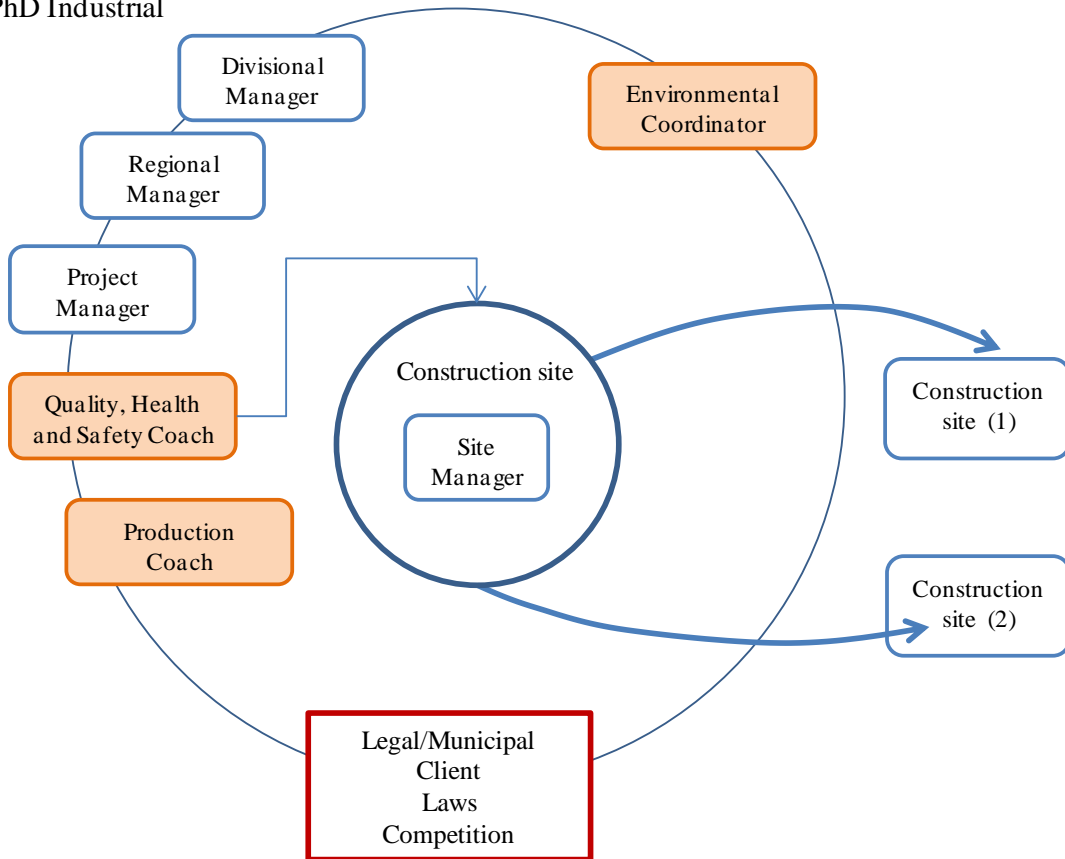 PhD Industrial
Divisional
Manager
Environmental
Coordinator
Regional
Manager
Project
Manager
Quality, Health
and Safety Coach
Production
Coach
Construction site
Site
Manager
Construction
site (1)
Construction
site (2)
Legal/Municipal
Client
Laws
Competition